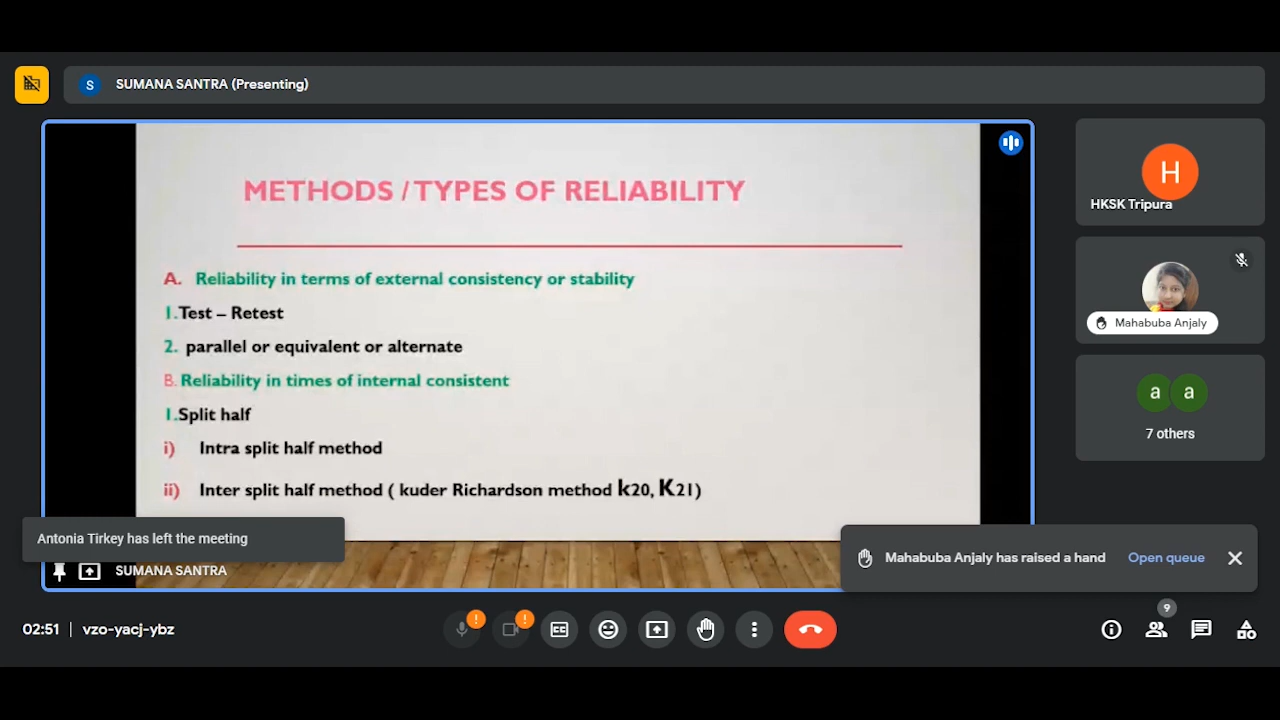 S SUMANA SANTRA (Presenting)
METHODS / TYPES OF RELIABILITY
A. Reliability in terms of external consistency or stability
1.Test – Retest
2. parallel or equivalent or alternate
B. Reliability in times of internal consistent
1.Split half
i) Intra split half method
ii) Inter split half method ( kuder Richardson method k20, K21)
H
HKSK Tripura
Mahabuba Anjaly
a a
7 others
Antonia Tirkey has left the meeting
SUMANA SANTRA
Mahabuba Anjaly has raised a hand Open queue
02:51 | vzo-yacj-ybz
! ! CC 9